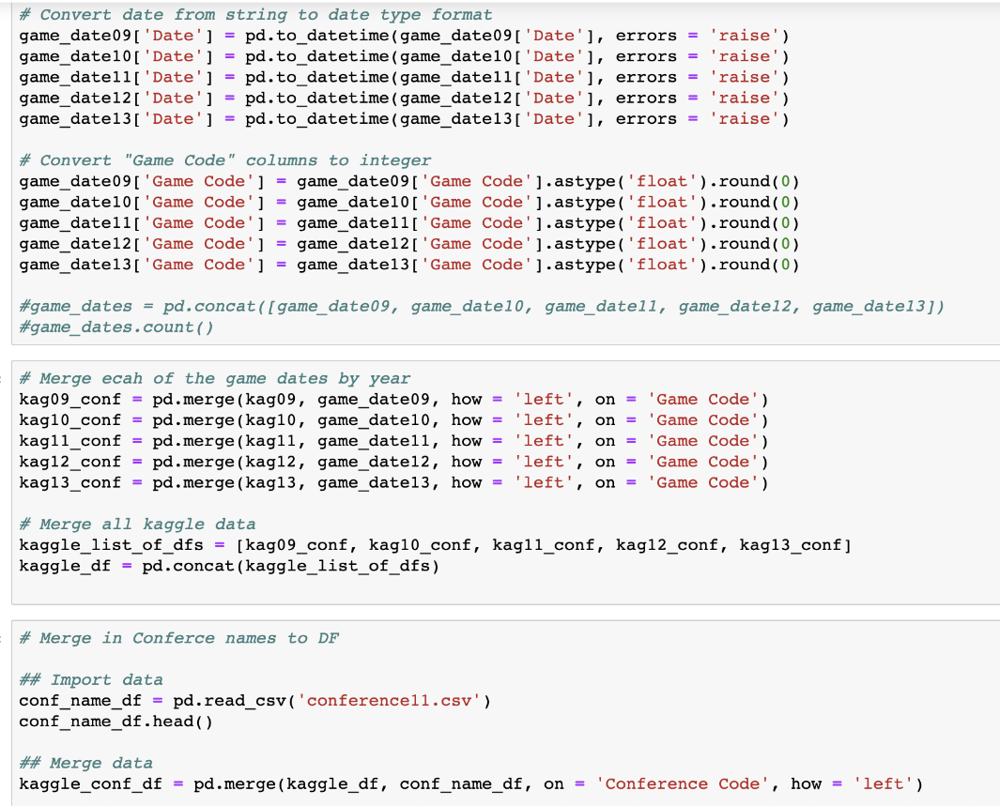 # Convert date from string to date type format
game_date09['Date'] = pd.to_datetime(game_date09['Date'], errors = 'raise')
game_date10['Date'] = pd.to_datetime(game_date10['Date'], errors = 'raise')
game_date11['Date'] = pd.to_datetime(game_date11['Date'], errors = 'raise')
game_date12['Date'] = pd.to_datetime(game_date12['Date'], errors = 'raise')
game_date13['Date'] = pd.to_datetime(game_date13['Date'], errors = 'raise')
# Convert "Game Code" columns to integer
game_date09['Game Code'] = game_date09['Game Code'].astype('float').round(0)
game_date10['Game Code'] = game_date10['Game Code'].astype('float').round(0)
game_date11['Game Code'] = game_date11['Game Code'].astype('float').round(0)
game_date12['Game Code'] = game_date12['Game Code'].astype('float').round(0)
game_date13['Game Code'] = game_date13['Game Code'].astype('float').round(0)
#game_dates = pd.concat([game_date09, game_date10, game_date11, game_date12, game_date13])
#game_dates.count()
# Merge ecah of the game dates by year
kag09_conf = pd.merge(kag09, game_date09, how = 'left', on = 'Game Code')
kag10_conf = pd.merge(kag10, game_date10, how = 'left', on = 'Game Code')
kag11_conf = pd.merge(kag11, game_date11, how = 'left', on = 'Game Code')
kag12_conf = pd.merge(kag12, game_date12, how = 'left', on = 'Game Code')
kag13_conf = pd.merge(kag13, game_date13, how = 'left', on = 'Game Code')
# Merge all kaggle data
kaggle_list_of_dfs = [kag09_conf, kag10_conf, kag11_conf, kag12_conf, kag13_conf]
kaggle_df = pd.concat(kaggle_list_of_dfs)
# Merge in Conferce names to DF
## Import data
conf_name_df = pd.read_csv('conference11.csv')
conf_name_df.head()
## Merge data
kaggle_conf_df = pd.merge(kaggle_df, conf_name_df, on = 'Conference Code', how = 'left')